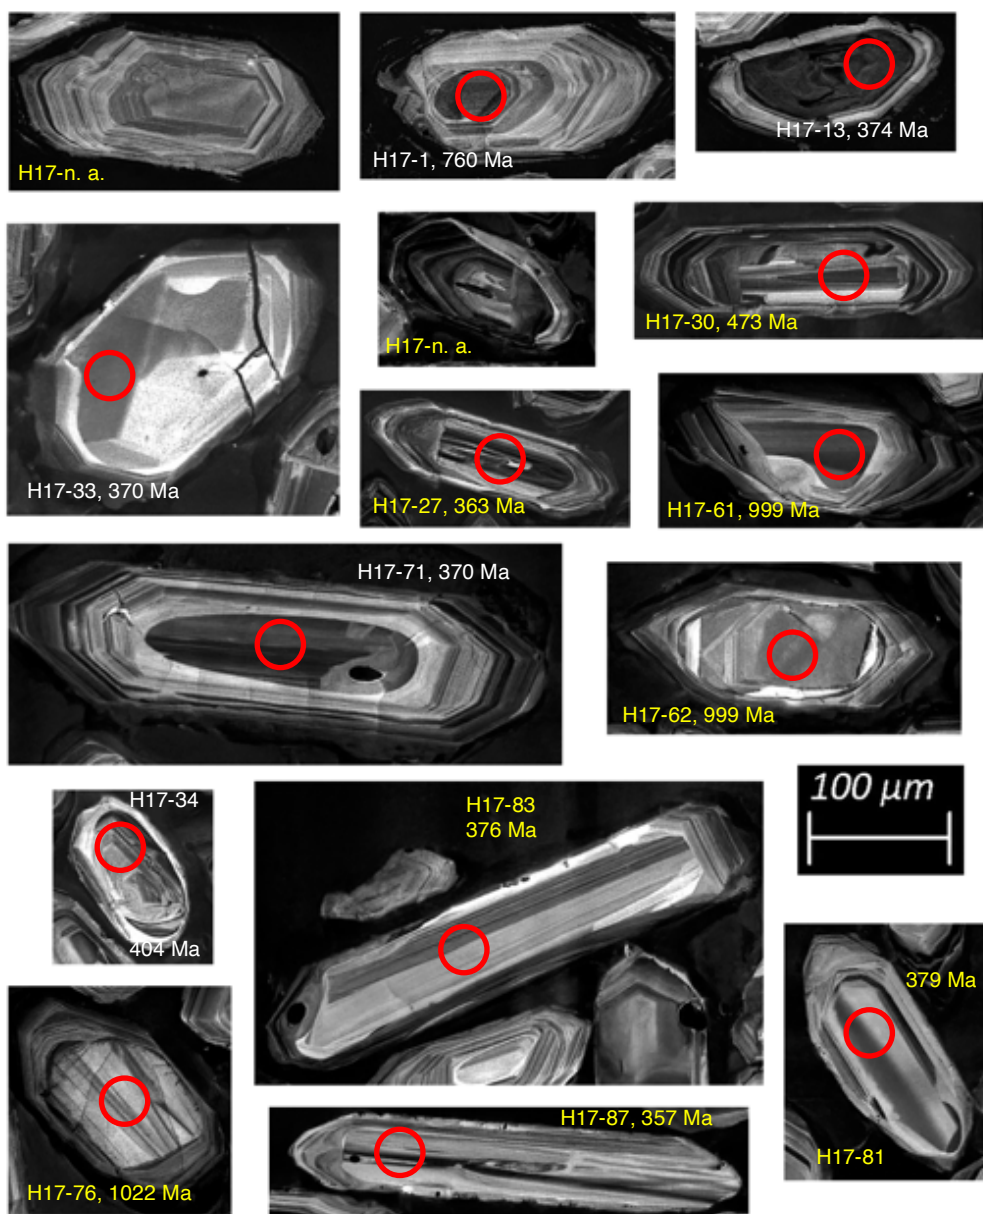 H17-n. a.
H17-1, 760 Ma
H17-13, 374 Ma
H17-33, 370 Ma
H17-n. a.
H17-30, 473 Ma
H17-27, 363 Ma
H17-61, 999 Ma
H17-71, 370 Ma
H17-62, 999 Ma
H17-34
404 Ma
H17-83
376 Ma
100 µm
379 Ma
H17-81
H17-76, 1022 Ma
H17-87, 357 Ma